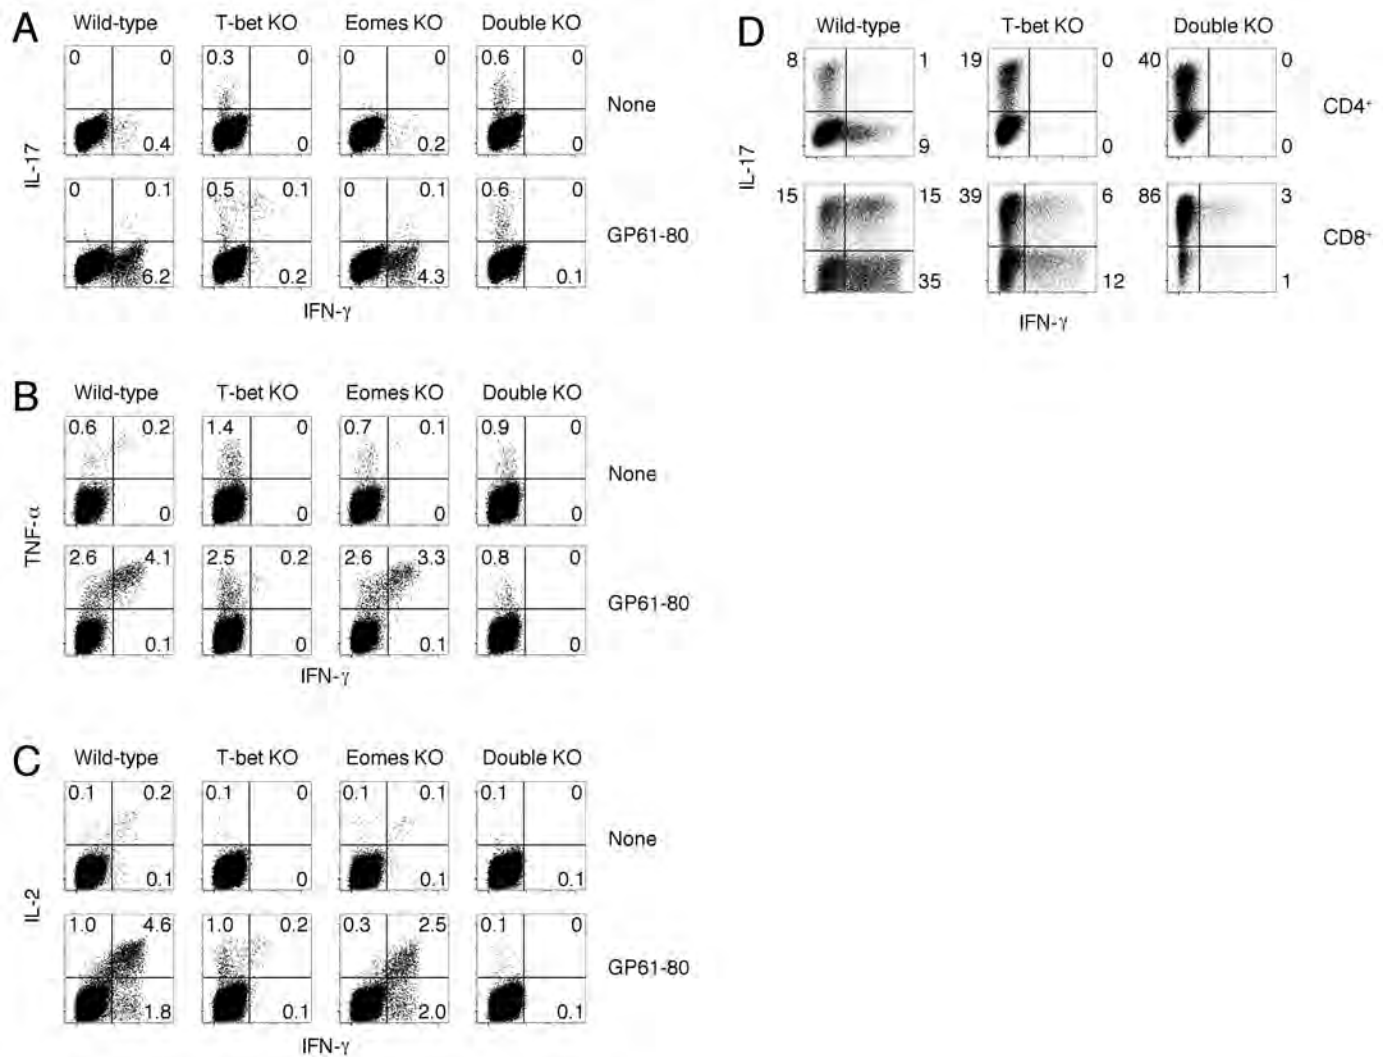 A
Wild-type T-bet KO Eomes KO Double KO
0 0 0.3 0 0 0 0.6 0
None
0.4 0 0.2 0
IL-17
0 0.1 0.5 0.1 0 0.1 0.6 0
GP61-80
6.2 0.2 4.3 0.1
IFN-γ
B
Wild-type T-bet KO Eomes KO Double KO
0.6 0.2 1.4 0 0.7 0.1 0.9 0
None
0 0 0 0
TNF-α
2.6 4.1 2.5 0.2 2.6 3.3 0.8 0
GP61-80
0.1 0 0.1 0
IFN-γ
C
Wild-type T-bet KO Eomes KO Double KO
0.1 0.2 0.1 0 0.1 0.1 0.1 0
None
0.1 0 0.1 0.1
IL-2
1.0 4.6 1.0 0.2 0.3 2.5 0.1 0
GP61-80
1.8 0.1 2.0 0.1
IFN-γ
D
Wild-type T-bet KO Double KO
8 1 19 0 40 0
CD4+
9 0 0
IL-17
15 15 39 6 86 3
CD8+
35 12 1
IFN-γ